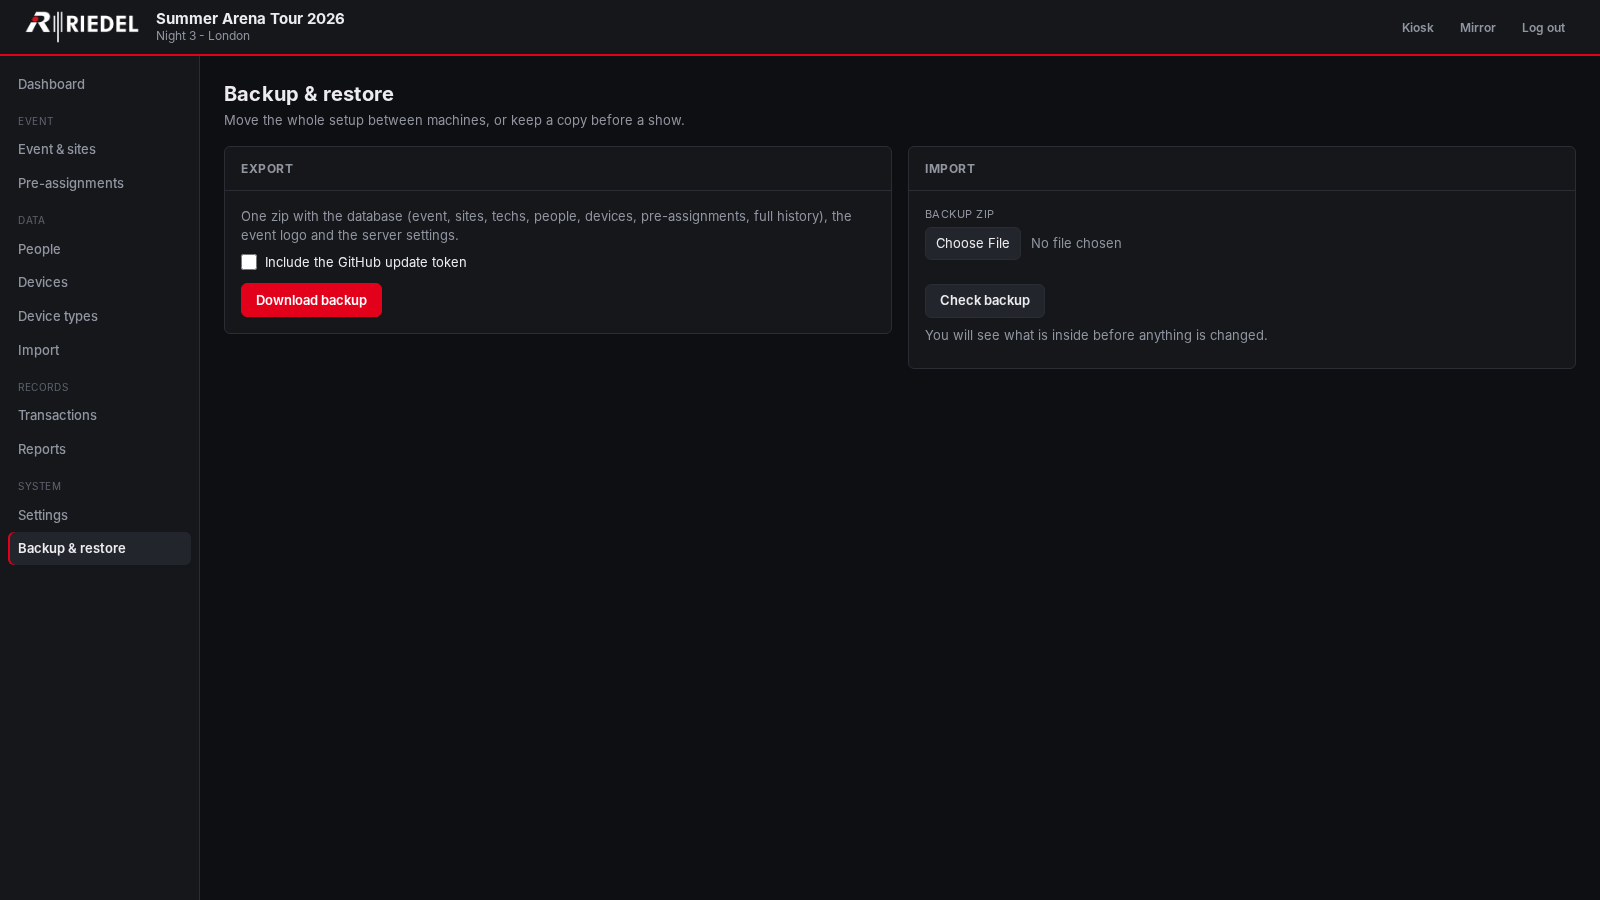 RIEDEL
Summer Arena Tour 2026
Night 3 - London
Kiosk
Mirror
Log out
Dashboard
EVENT
Event & sites
Pre-assignments
DATA
People
Devices
Device types
Import
RECORDS
Transactions
Reports
SYSTEM
Settings
Backup & restore
Backup & restore
Move the whole setup between machines, or keep a copy before a show.
EXPORT
One zip with the database (event, sites, techs, people, devices, pre-assignments, full history), the
event logo and the server settings.
Include the GitHub update token
Download backup
IMPORT
BACKUP ZIP
Choose File No file chosen
Check backup
You will see what is inside before anything is changed.